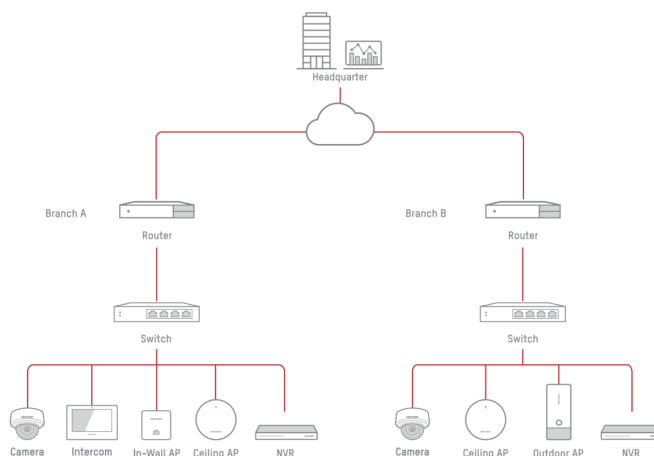 Headquarter
Branch A
Router
Branch B
Router
Switch
Switch
Camera
Intercom
In-Wall AP
Ceiling AP
NVR
Camera
Ceiling AP
Outdoor AP
NVR